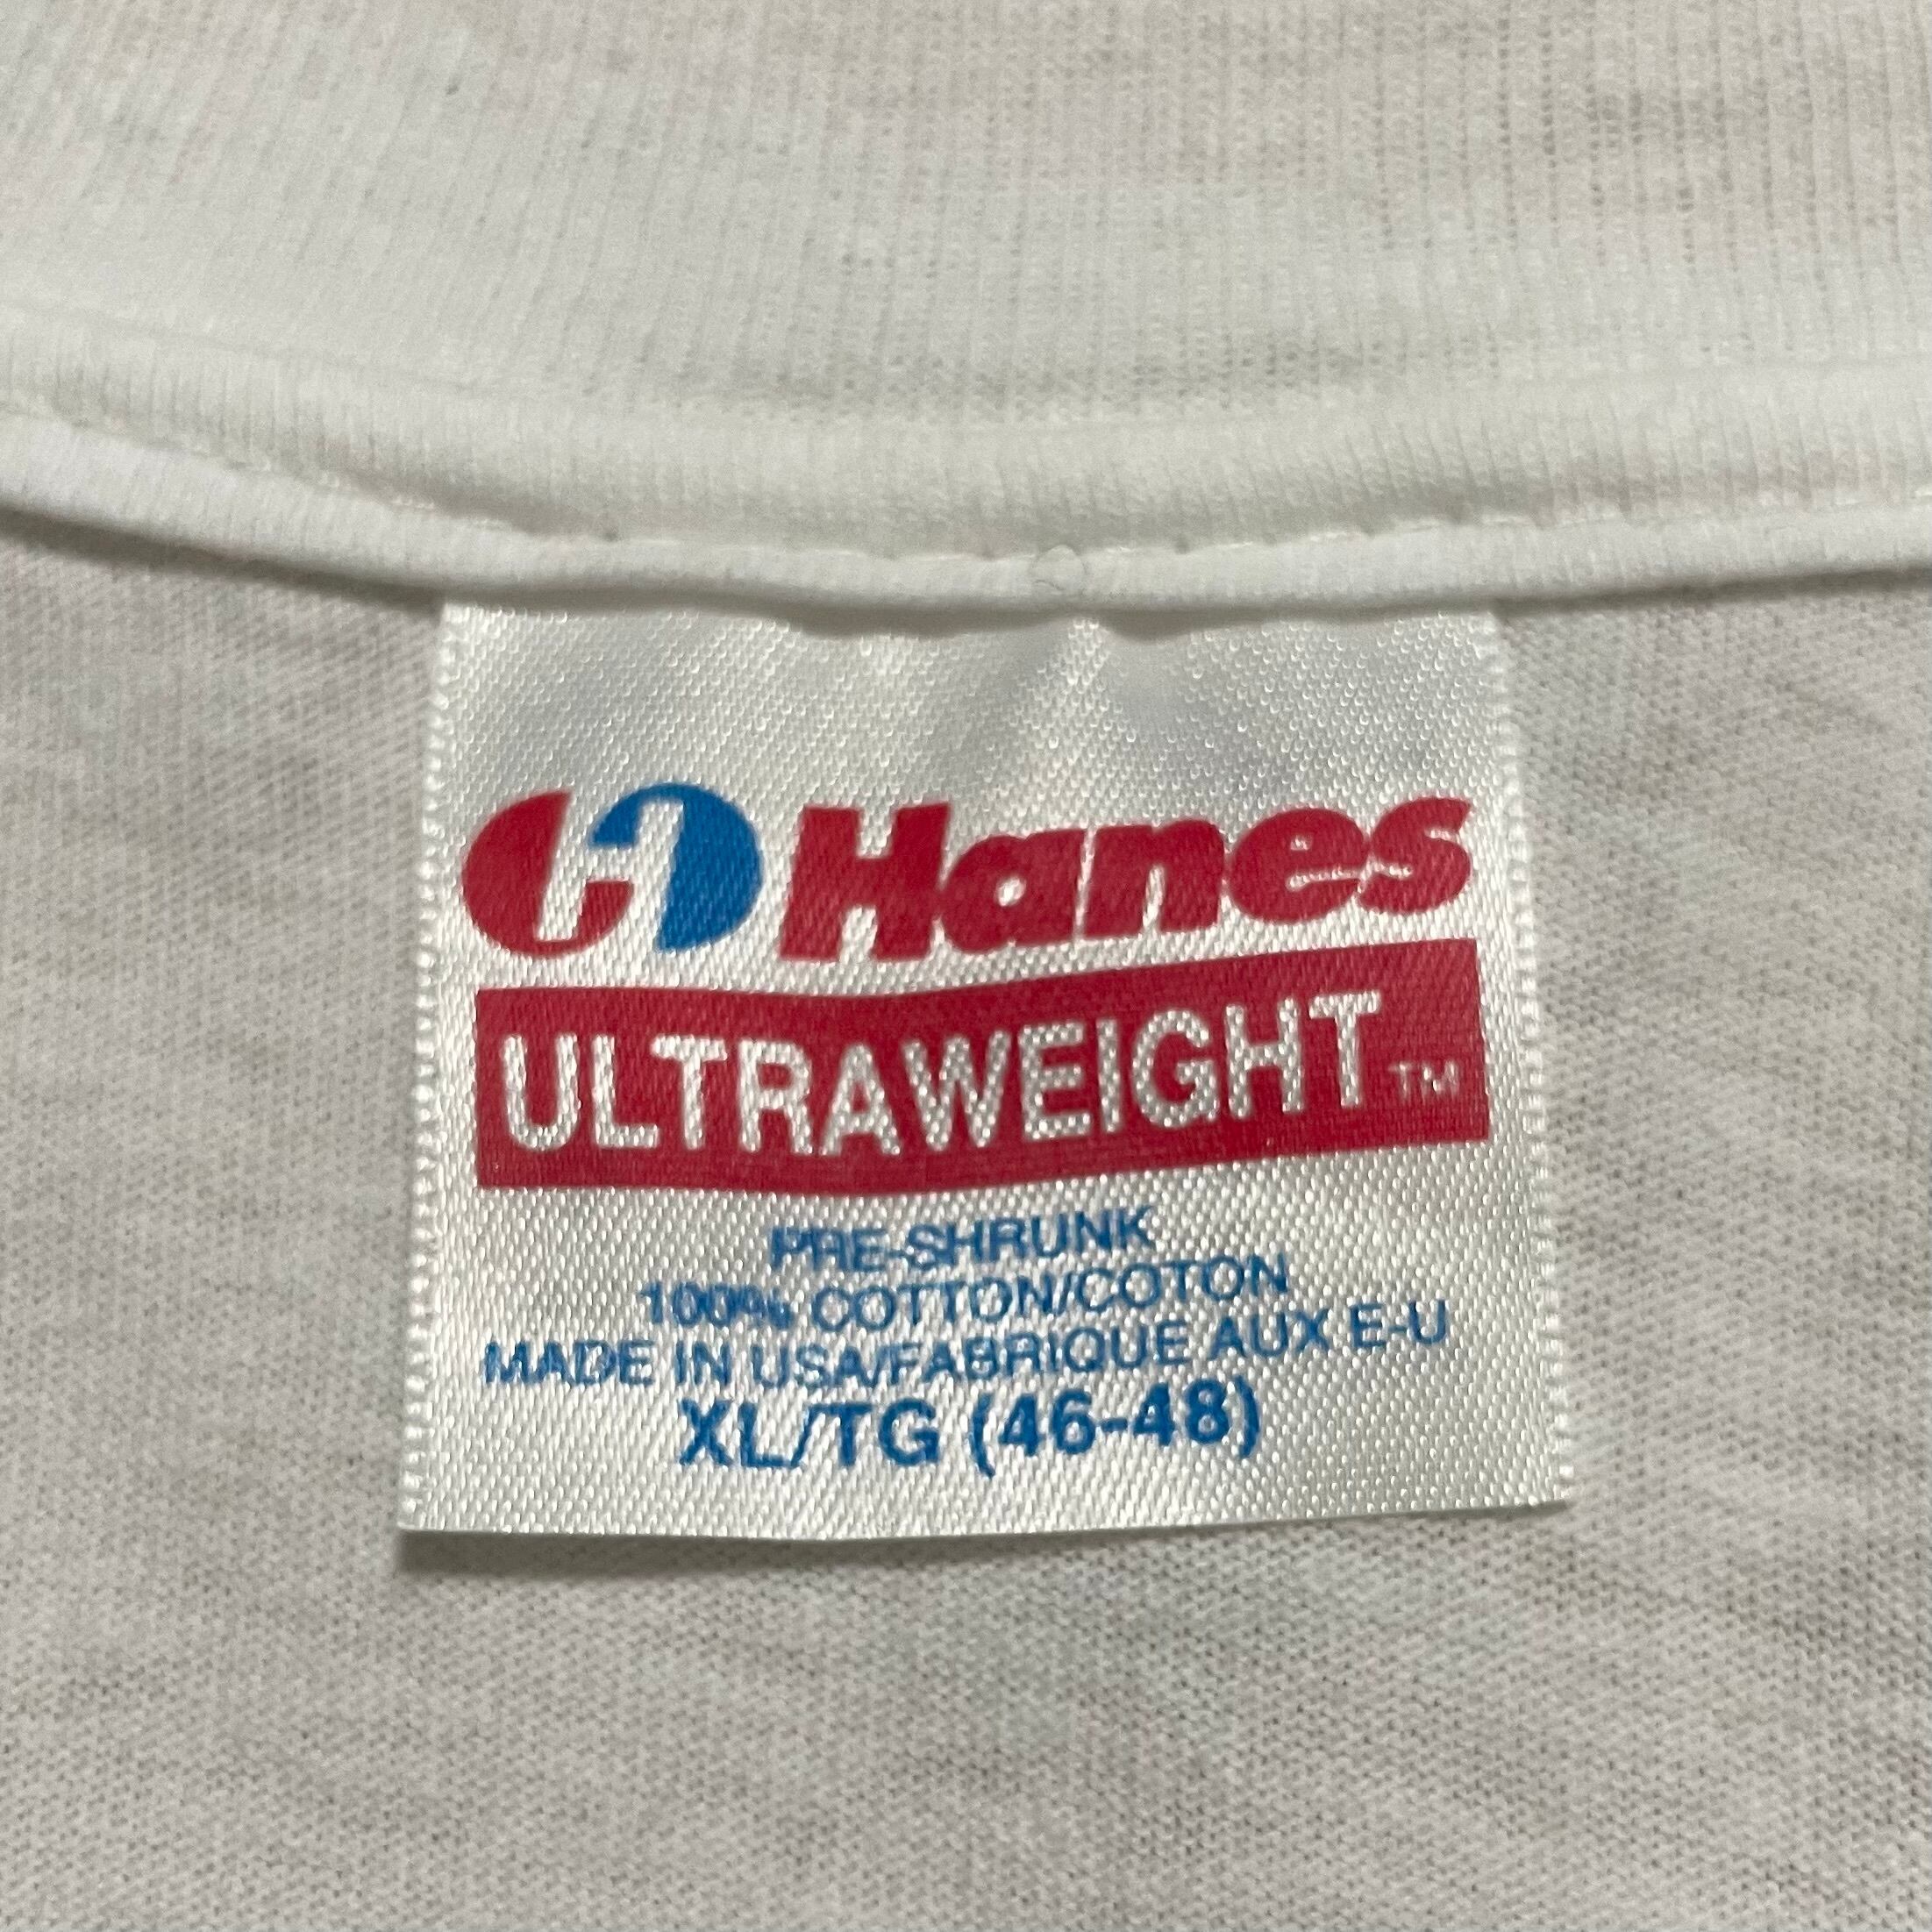 Hanes
ULTRAWEIGHT™
PRE-SHRUNK
100% COTTON/COTON
MADE IN USA/FABRIQUE AUX E-U
XL/TG (46-48)